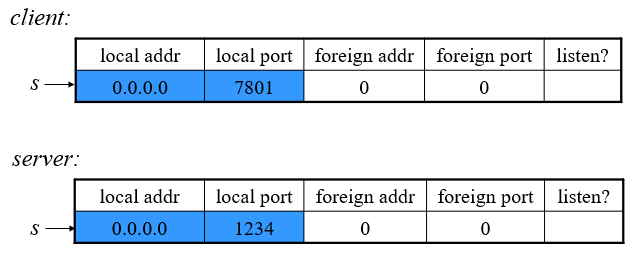 client:
local addr local port foreign addr foreign port listen?
s 0.0.0.0 7801 0 0
server:
local addr local port foreign addr foreign port listen?
s 0.0.0.0 1234 0 0